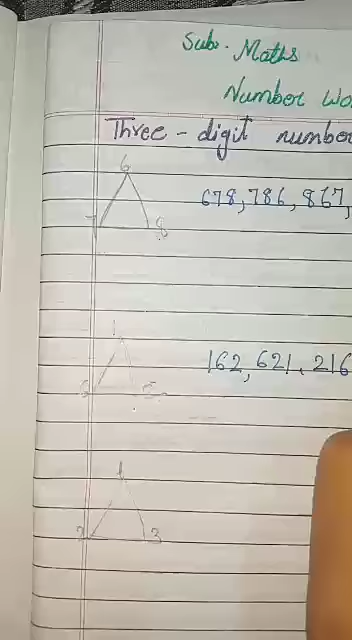 Sub:- Maths
Number Wo
Three - digit number
6
678, 786, 867,
7 8
1
162, 621, 216
6
1
2 3